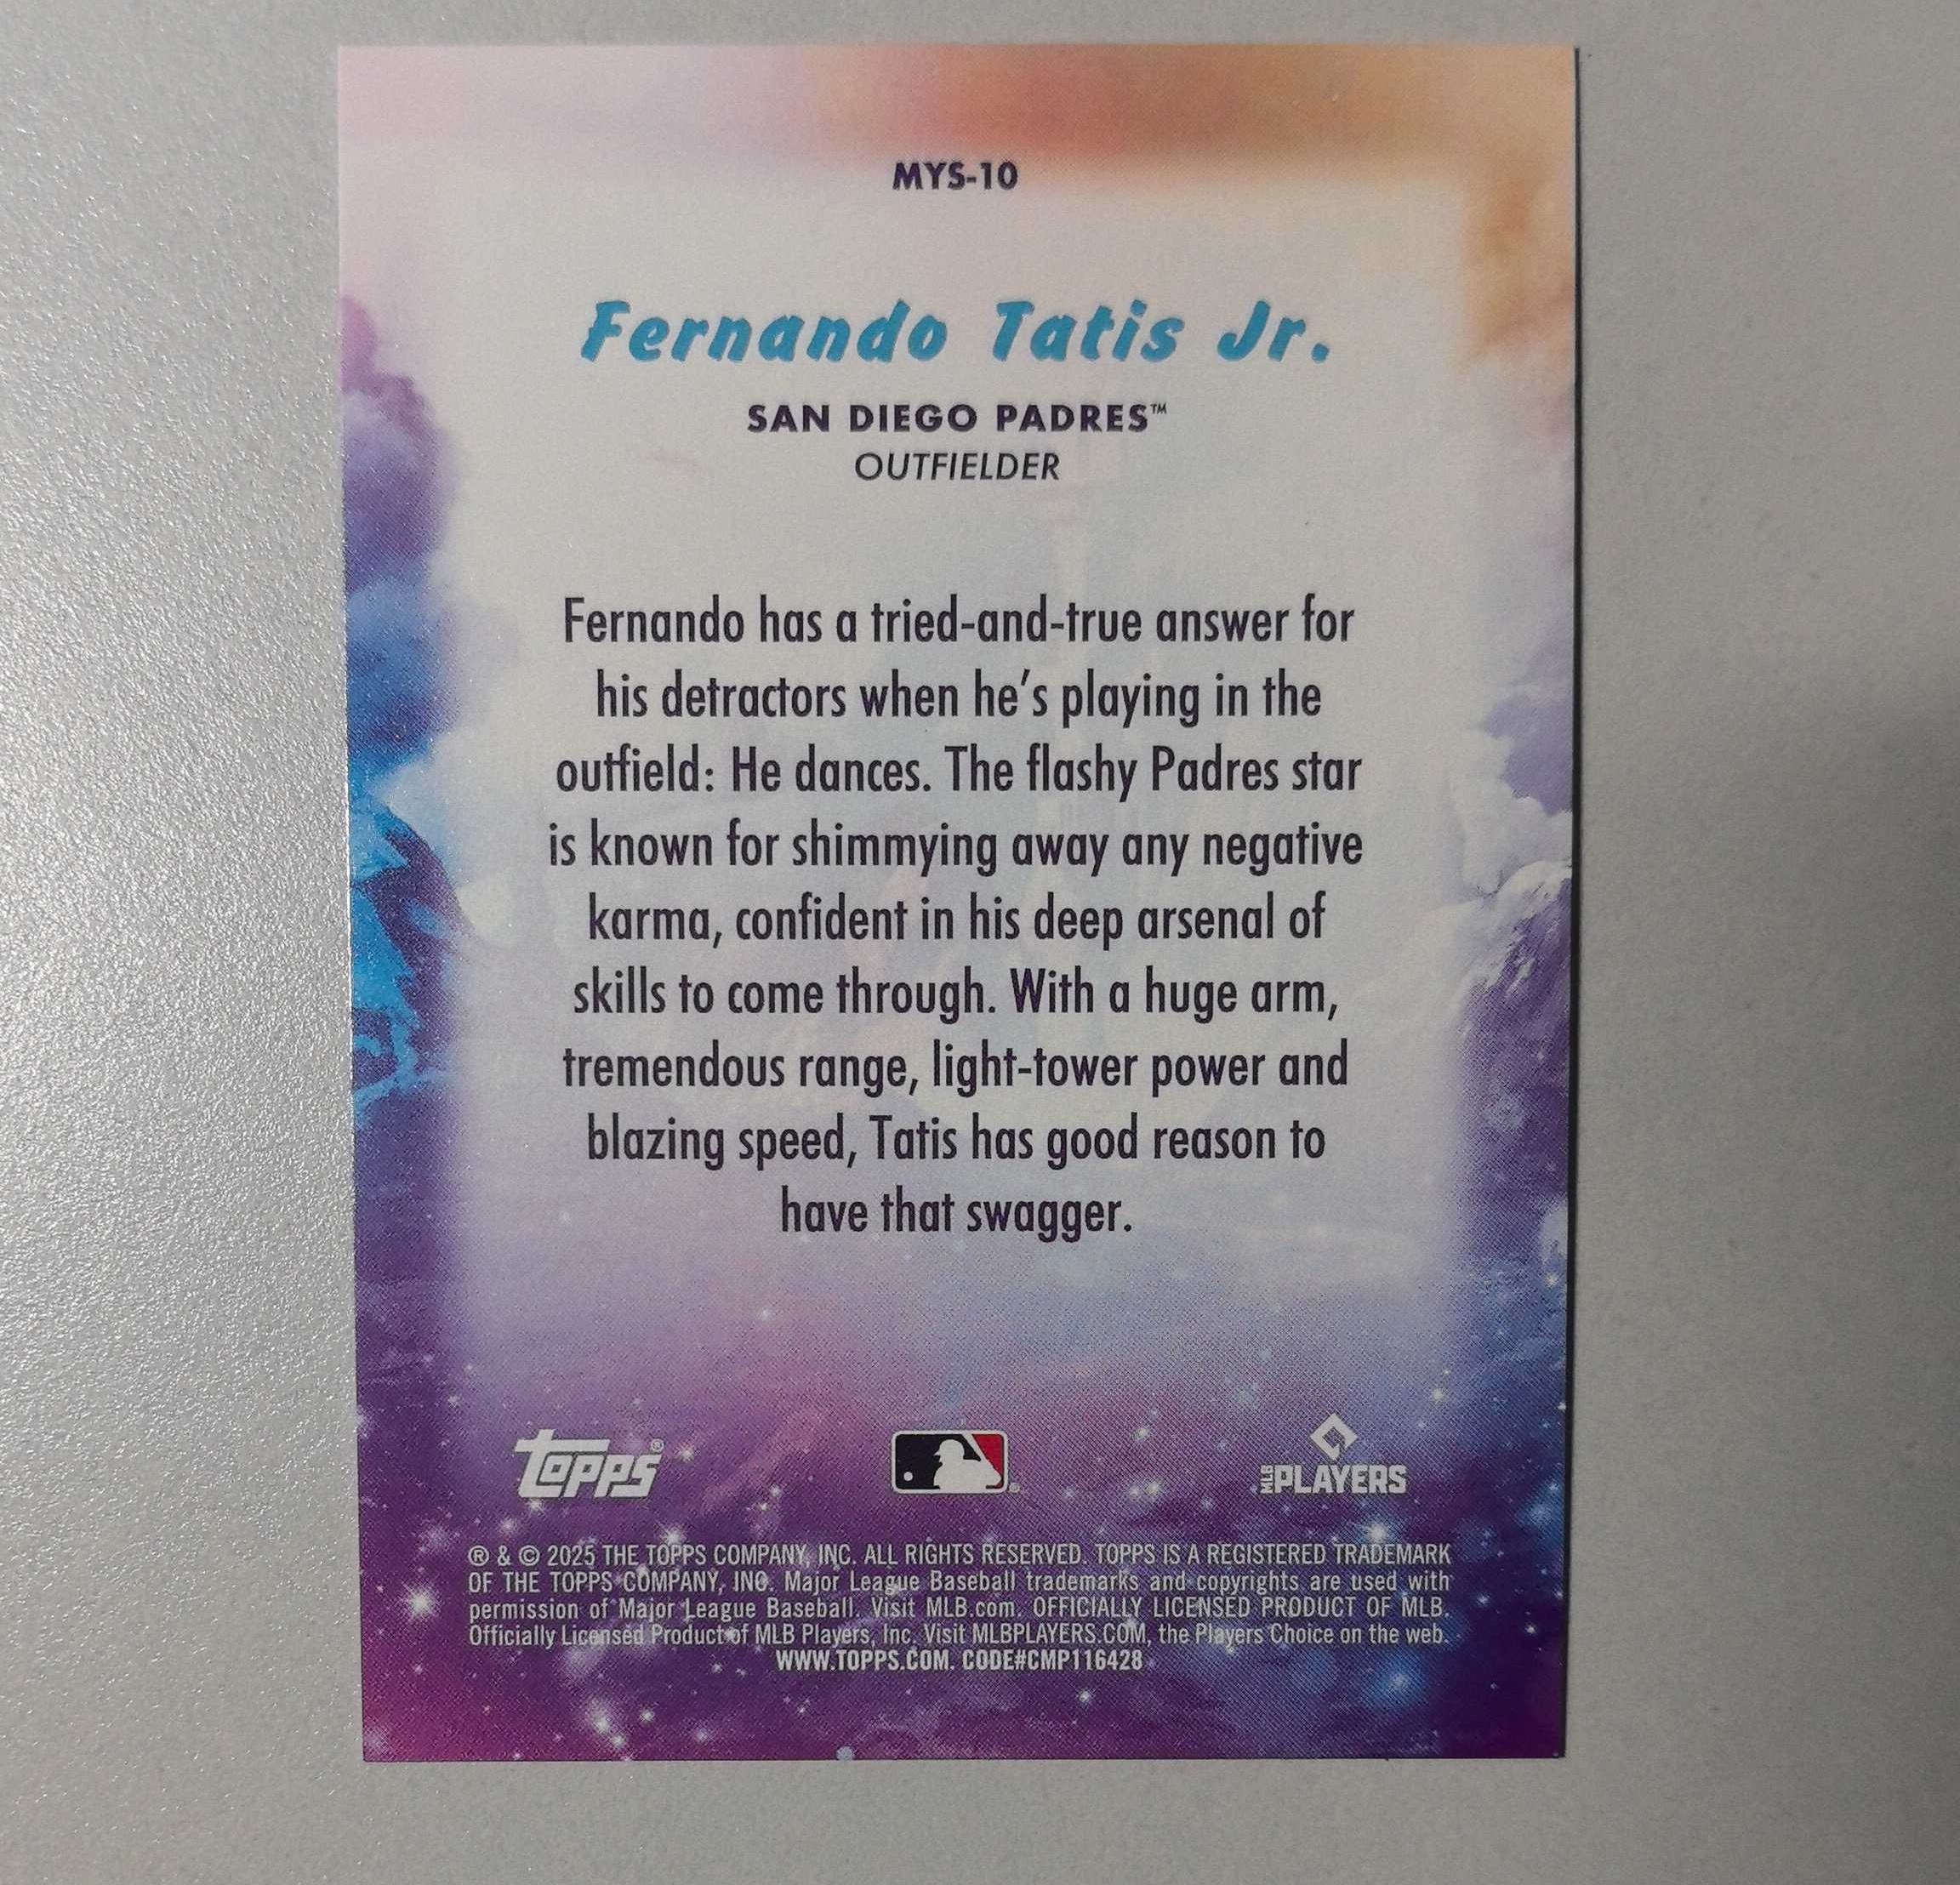 MYS-10
Fernando Tatis Jr.
SAN DIEGO PADRES™
OUTFIELDER
Fernando has a tried-and-true answer for
his detractors when he's playing in the
outfield: He dances. The flashy Padres star
is known for shimmying away any negative
karma, confident in his deep arsenal of
skills to come through. With a huge arm,
tremendous range, light-tower power and
blazing speed, Tatis has good reason to
have that swagger.
Topps®
®
MLB PLAYERS
® & © 2025 THE TOPPS COMPANY, INC. ALL RIGHTS RESERVED. TOPPS IS A REGISTERED TRADEMARK
OF THE TOPPS COMPANY, INC. Major League Baseball trademarks and copyrights are used with
permission of Major League Baseball. Visit MLB.com. OFFICIALLY LICENSED PRODUCT OF MLB.
Officially Licensed Product of MLB Players, Inc. Visit MLBPLAYERS.COM, the Players Choice on the web.
WWW.TOPPS.COM. CODE#CMP116428